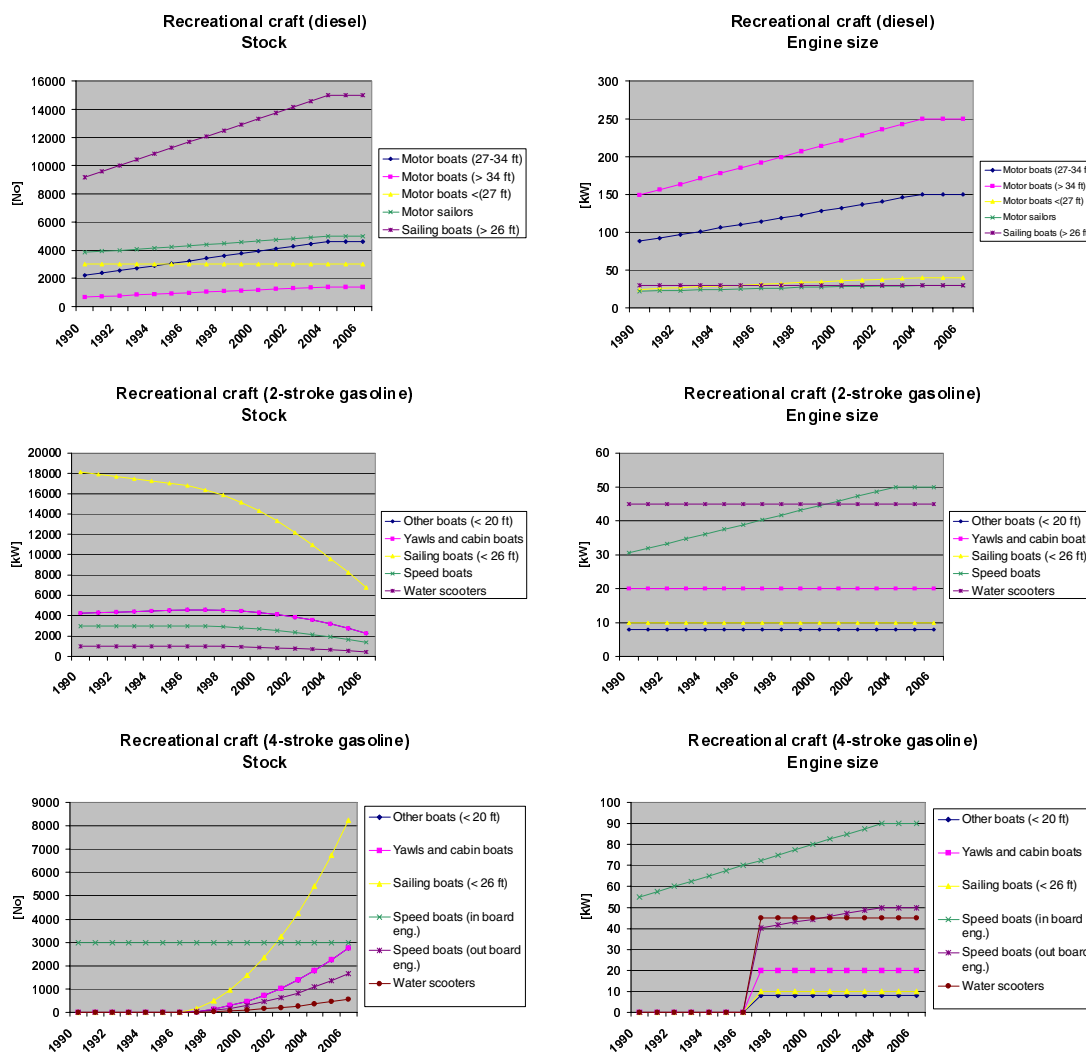 Recreational craft (diesel)
Stock
16000
14000
12000
10000
8000
6000
4000
2000
0
[No]
1990
1992
1994
1996
1998
2000
2002
2004
2006
Motor boats (27-34 ft)
Motor boats (> 34 ft)
Motor boats <(27 ft)
Motor sailors
Sailing boats (> 26 ft)
Recreational craft (diesel)
Engine size
300
250
200
150
100
50
0
[kW]
1990
1992
1994
1996
1998
2000
2002
2004
2006
Motor boats (27-34 ft
Motor boats (> 34 ft)
Motor boats <(27 ft)
Motor sailors
Sailing boats (> 26 ft
Recreational craft (2-stroke gasoline)
Stock
20000
18000
16000
14000
12000
10000
8000
6000
4000
2000
0
[kW]
1990
1992
1994
1996
1998
2000
2002
2004
2006
Other boats (< 20 ft)
Yawls and cabin boats
Sailing boats (< 26 ft)
Speed boats
Water scooters
Recreational craft (2-stroke gasoline)
Engine size
60
50
40
30
20
10
0
[kW]
1990
1992
1994
1996
1998
2000
2002
2004
2006
Other boats (< 20 ft)
Yawls and cabin boats
Sailing boats (< 26 ft)
Speed boats
Water scooters
Recreational craft (4-stroke gasoline)
Stock
9000
8000
7000
6000
5000
4000
3000
2000
1000
0
[No]
1990
1992
1994
1996
1998
2000
2002
2004
2006
Other boats (< 20 ft)
Yawls and cabin boats
Sailing boats (< 26 ft)
Speed boats (in board
eng.)
Speed boats (out board
eng.)
Water scooters
Recreational craft (4-stroke gasoline)
Engine size
100
90
80
70
60
50
40
30
20
10
0
[kW]
1990
1992
1994
1996
1998
2000
2002
2004
2006
Other boats (< 20 ft)
Yawls and cabin boats
Sailing boats (< 26 ft)
Speed boats (in board
eng.)
Speed boats (out board
eng.)
Water scooters